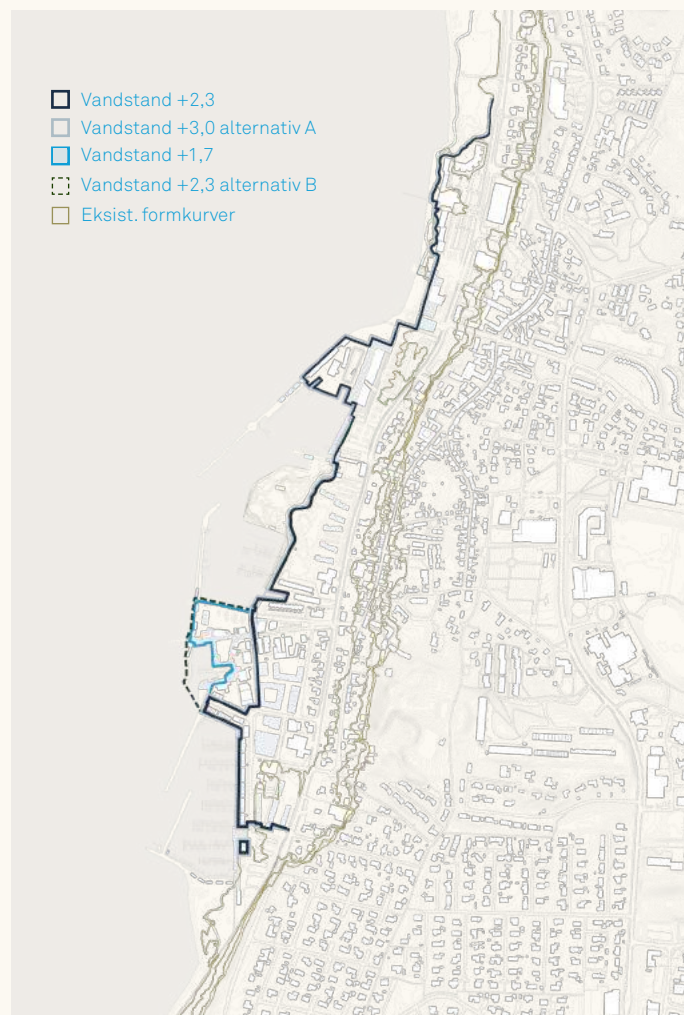 Vandstand +2,3
Vandstand +3,0 alternativ A
Vandstand +1,7
Vandstand +2,3 alternativ B
Eksist. formkurver